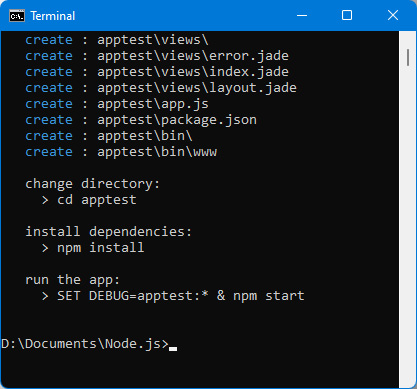 Terminal
create : apptest\views\
create : apptest\views\error.jade
create : apptest\views\index.jade
create : apptest\views\layout.jade
create : apptest\app.js
create : apptest\package.json
create : apptest\bin\
create : apptest\bin\www
change directory:
> cd apptest
install dependencies:
> npm install
run the app:
> SET DEBUG=apptest:* & npm start
D:\Documents\Node.js>